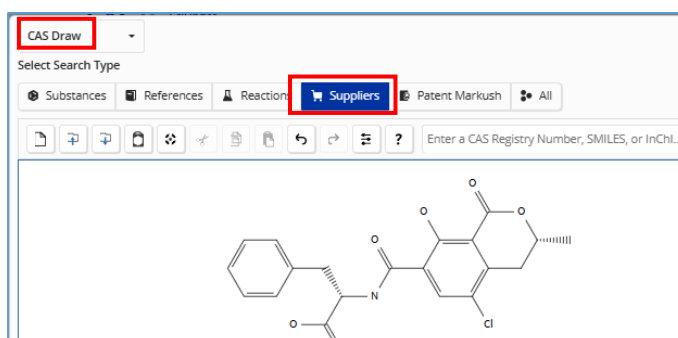 CAS Draw
Select Search Type
Substances References Reaction Suppliers Patent Markush All
? Enter a CAS Registry Number, SMILES, or InChI...
O
O O
O
N
Cl
O